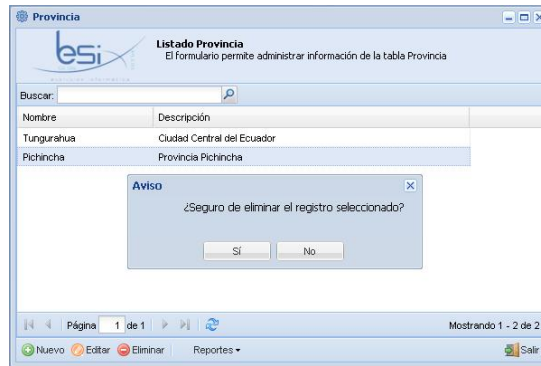 Provincia
besix
Listado Provincia
El formulario permite administrar información de la tabla Provincia
Buscar:
Nombre Descripción
Tungurahua Ciudad Central del Ecuador
Pichincha Provincia Pichincha
Aviso
¿Seguro de eliminar el registro seleccionado?
Sí No
Página 1 de 1 Mostrando 1 - 2 de 2
Nuevo Editar Eliminar Reportes Salir